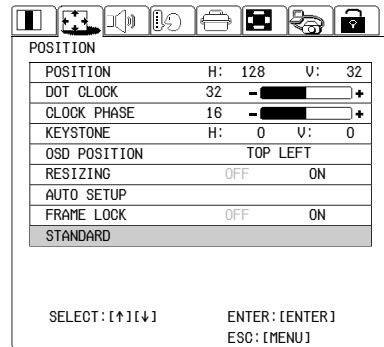 POSITION
POSITION H: 128 V: 32
DOT CLOCK 32 - +
CLOCK PHASE 16 - +
KEYSTONE H: 0 V: 0
OSD POSITION TOP LEFT
RESIZING OFF ON
AUTO SETUP
FRAME LOCK OFF ON
STANDARD
SELECT:[↑][↓] ENTER:[ENTER]
ESC:[MENU]